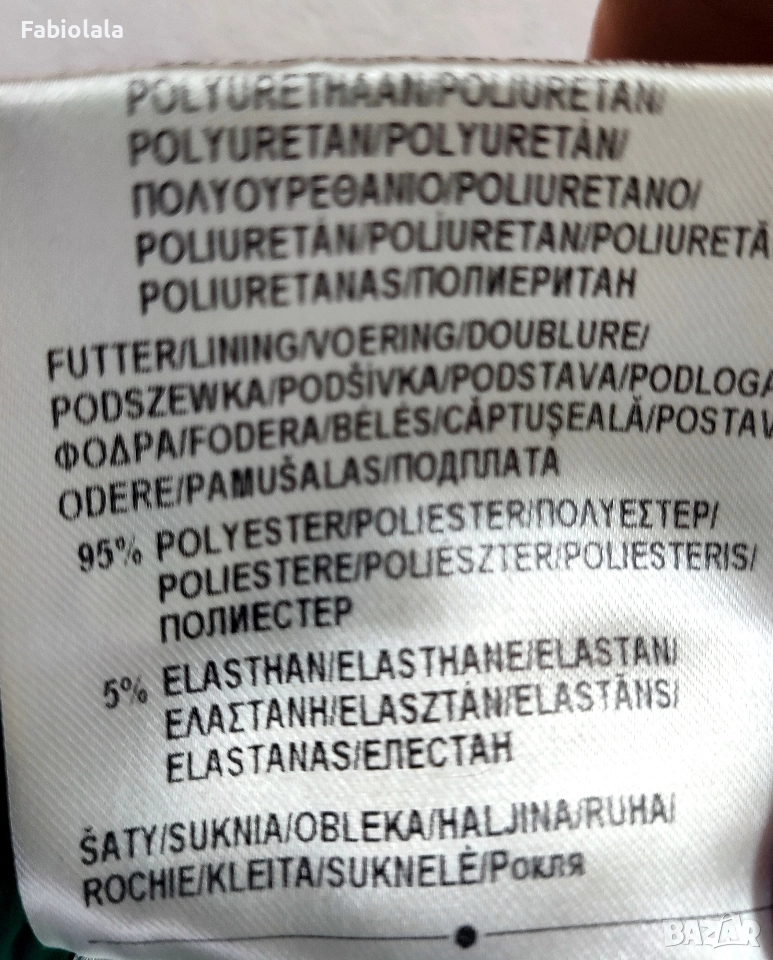 Fabiolala
POLYURETHAAN/POLIURETAN/
POLYURETAN/POLYURETÁN/
ΠΟΛΥΟΥΡΕΘΑΝΙΟ/POLIURETANO/
POLIURETÁN/POLIURETAN/POLIURETĀ
POLIURETANAS/ПОЛИЕРИТАН
FUTTER/LINING/VOERING/DOUBLURE/
PODSZEWKA/PODŠÍVKA/PODSTAVA/PODLOGA
ΦΟΔΡΑ/FODERA/BÉLÉS/CĂPTUŞEALĂ/POSTAV
ODERE/PAMUŠALAS/ПОДПЛАТА
95% POLYESTER/POLIESTER/ΠΟΛΥΕΣΤΕΡ/
POLIESTERE/POLIÉSZTER/POLIESTERIS/
ПОЛИЕСТЕР
5% ELASTHAN/ELASTHANE/ELASTAN/
ΕΛΑΣΤΑΝΗ/ELASZTÁN/ELASTĀNS/
ELASTANAS/ЕЛЕСТАН
ŠATY/SUKNIA/OBLEKA/HALJINA/RUHA/
ROCHIE/KLEITA/SUKNELĖ/Рокля
BAZAR